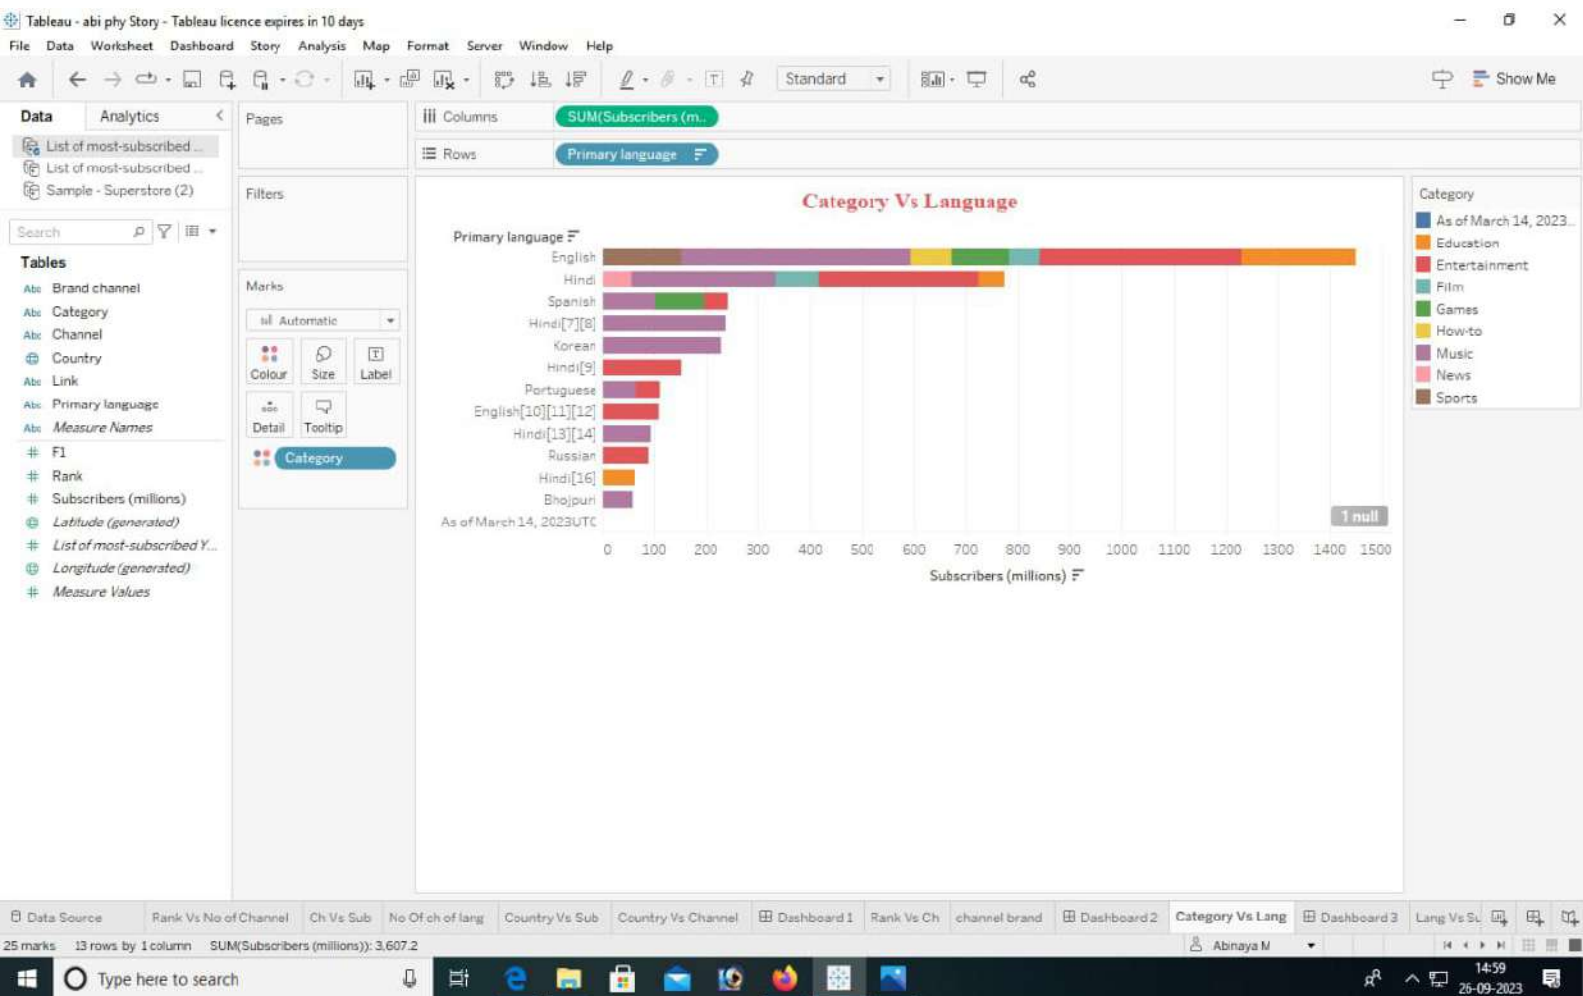 Tableau - abi phy Story - Tableau licence expires in 10 days
File Data Worksheet Dashboard Story Analysis Map Format Server Window Help
Standard
Show Me
Data Analytics
List of most-subscribed ...
List of most-subscribed ...
Sample - Superstore (2)
Search
Tables
Abc Brand channel
Abc Category
Abc Channel
Country
Abc Link
Abc Primary language
Abc Measure Names
# F1
# Rank
# Subscribers (millions)
Latitude (generated)
# List of most-subscribed Y...
Longitude (generated)
# Measure Values
Pages
Filters
Marks
Automatic
Colour Size Label
Detail Tooltip
Category
Columns SUM(Subscribers (m..
Rows Primary language
Category Vs Language
Primary language
English
Hindi
Spanish
Hindi[7][8]
Korean
Hindi[9]
Portuguese
English[10][11][12]
Hindi[13][14]
Russian
Hindi[16]
Bhojpuri
As of March 14, 2023UTC
1 null
0 100 200 300 400 500 600 700 800 900 1000 1100 1200 1300 1400 1500
Subscribers (millions)
Category
As of March 14, 2023...
Education
Entertainment
Film
Games
How-to
Music
News
Sports
Data Source Rank Vs No of Channel Ch Vs Sub No Of ch of lang Country Vs Sub Country Vs Channel Dashboard 1 Rank Vs Ch channel brand Dashboard 2 Category Vs Lang Dashboard 3 Lang Vs Su
25 marks 13 rows by 1 column SUM(Subscribers (millions)): 3,607.2
Abinaya M
Type here to search
14:59
26-09-2023